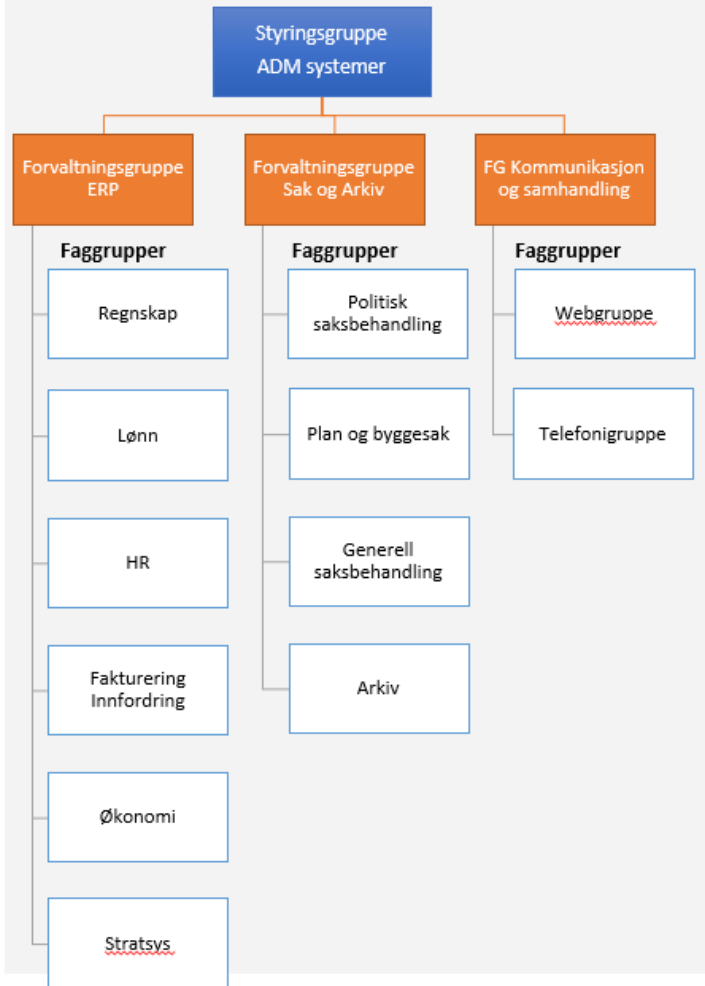 Styringsgruppe
ADM systemer
Forvaltningsgruppe
ERP
Faggrupper
Regnskap
Lønn
HR
Fakturering
Innfordring
Økonomi
Stratsys
Forvaltningsgruppe
Sak og Arkiv
Faggrupper
Politisk
saksbehandling
Plan og byggesak
Generell
saksbehandling
Arkiv
FG Kommunikasjon
og samhandling
Faggrupper
Webgruppe
Telefonigruppe